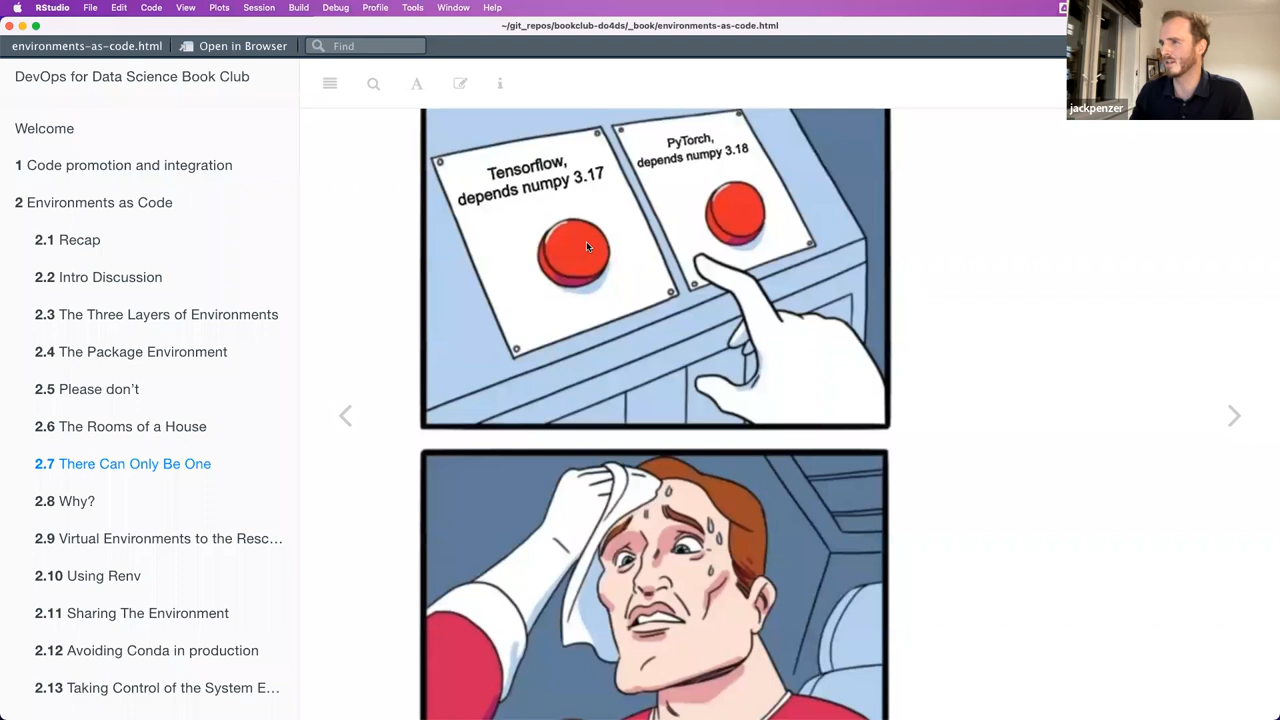 RStudio File Edit Code View Plots Session Build Debug Profile Tools Window Help
~/git_repos/bookclub-do4ds/_book/environments-as-code.html
environments-as-code.html Open in Browser Find
jackpenzer
DevOps for Data Science Book Club
Welcome
1 Code promotion and integration
2 Environments as Code
2.1 Recap
2.2 Intro Discussion
2.3 The Three Layers of Environments
2.4 The Package Environment
2.5 Please don’t
2.6 The Rooms of a House
2.7 There Can Only Be One
2.8 Why?
2.9 Virtual Environments to the Resc…
2.10 Using Renv
2.11 Sharing The Environment
2.12 Avoiding Conda in production
2.13 Taking Control of the System E…
A
i
Tensorflow,
depends numpy 3.17
PyTorch,
depends numpy 3.18